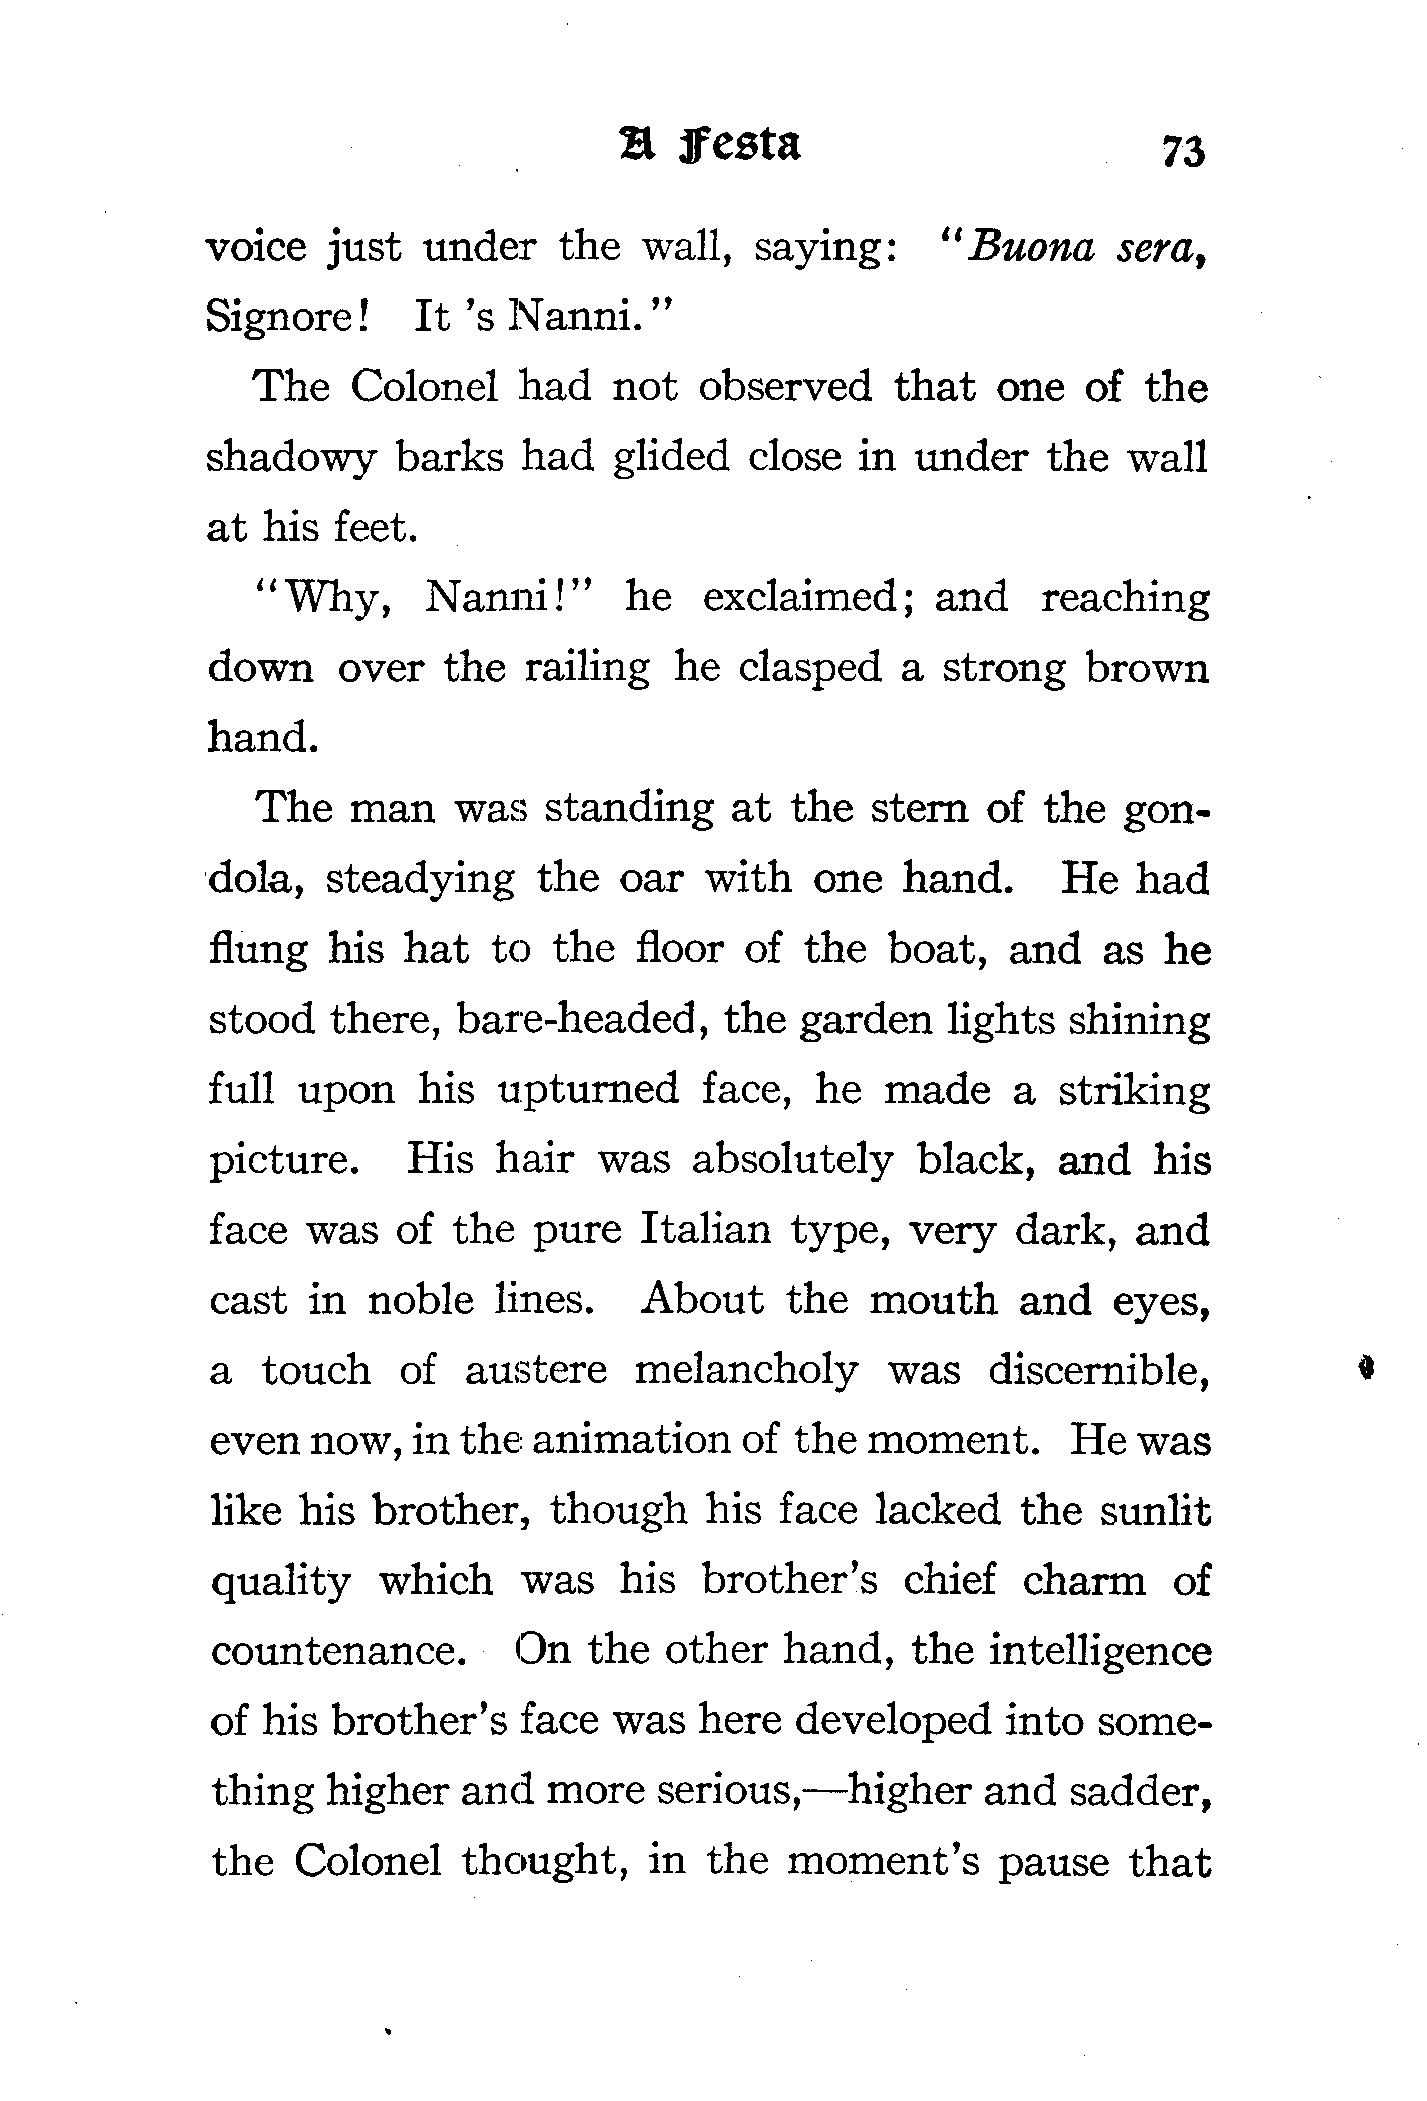 A Festa 73
voice just under the wall, saying: "Buona sera,
Signore! It 's Nanni."
The Colonel had not observed that one of the
shadowy barks had glided close in under the wall
at his feet.
"Why, Nanni!" he exclaimed; and reaching
down over the railing he clasped a strong brown
hand.
The man was standing at the stern of the gon-
dola, steadying the oar with one hand. He had
flung his hat to the floor of the boat, and as he
stood there, bare-headed, the garden lights shining
full upon his upturned face, he made a striking
picture. His hair was absolutely black, and his
face was of the pure Italian type, very dark, and
cast in noble lines. About the mouth and eyes,
a touch of austere melancholy was discernible,
even now, in the animation of the moment. He was
like his brother, though his face lacked the sunlit
quality which was his brother's chief charm of
countenance. On the other hand, the intelligence
of his brother's face was here developed into some-
thing higher and more serious,—higher and sadder,
the Colonel thought, in the moment's pause that